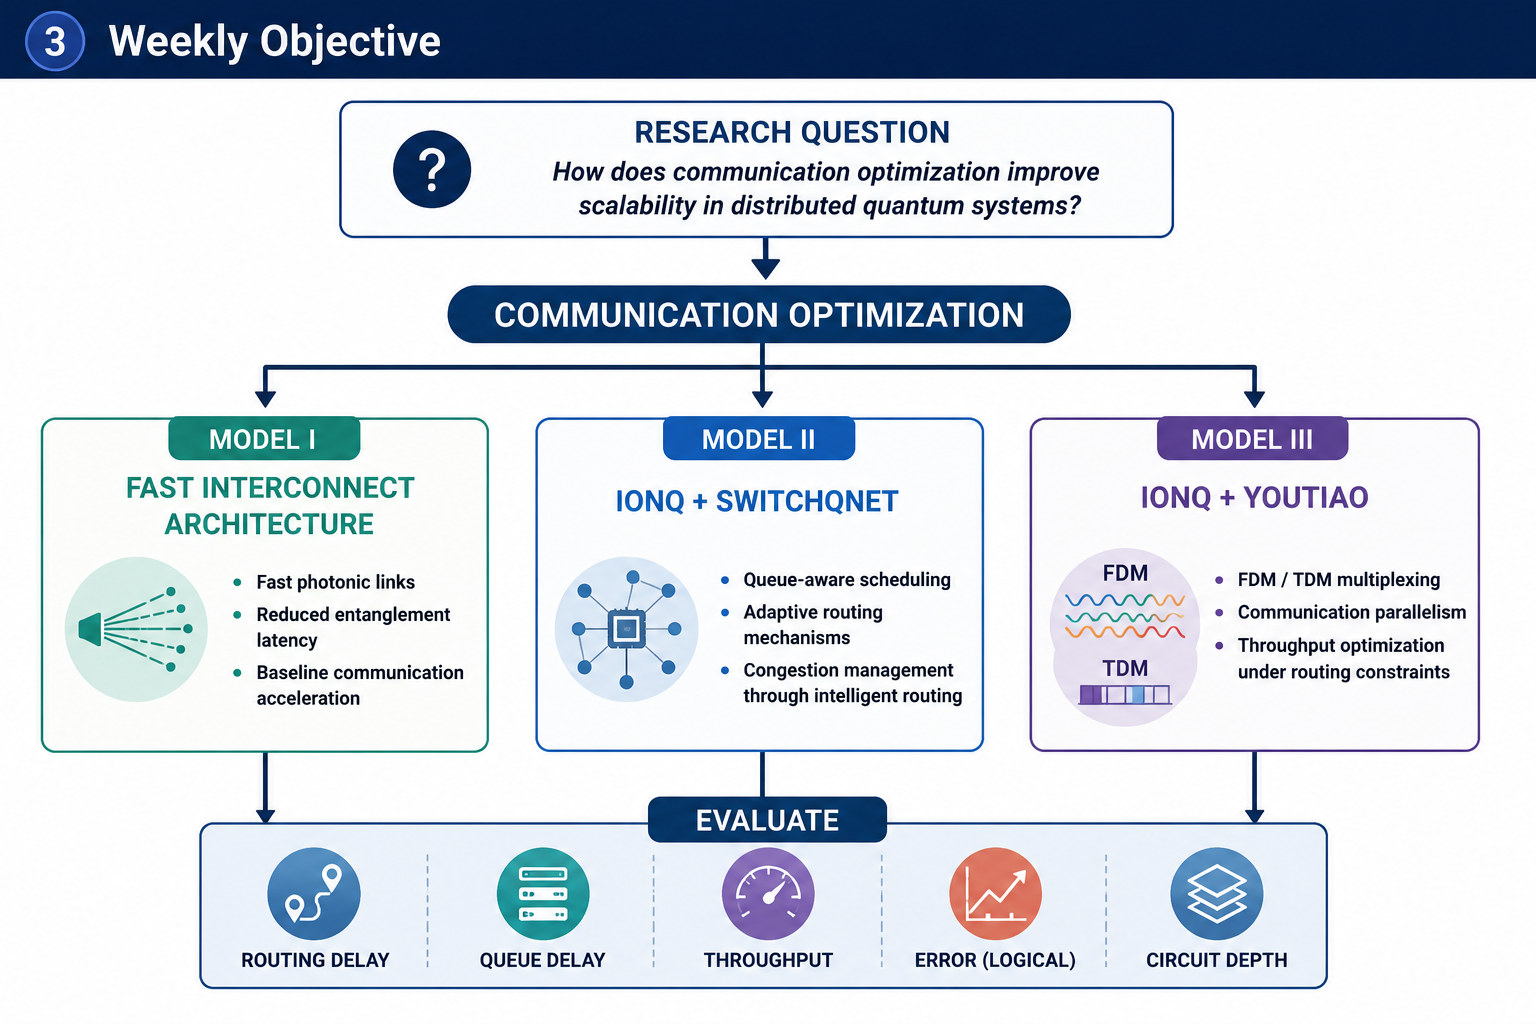 3 Weekly Objective
?
RESEARCH QUESTION
How does communication optimization improve
scalability in distributed quantum systems?
COMMUNICATION OPTIMIZATION
MODEL I
FAST INTERCONNECT
ARCHITECTURE
• Fast photonic links
• Reduced entanglement
latency
• Baseline communication
acceleration
MODEL II
IONQ + SWITCHQNET
• Queue-aware scheduling
• Adaptive routing
mechanisms
• Congestion management
through intelligent routing
MODEL III
IONQ + YOUTIAO
FDM
TDM
• FDM / TDM multiplexing
• Communication parallelism
• Throughput optimization
under routing constraints
EVALUATE
ROUTING DELAY
QUEUE DELAY
THROUGHPUT
ERROR (LOGICAL)
CIRCUIT DEPTH